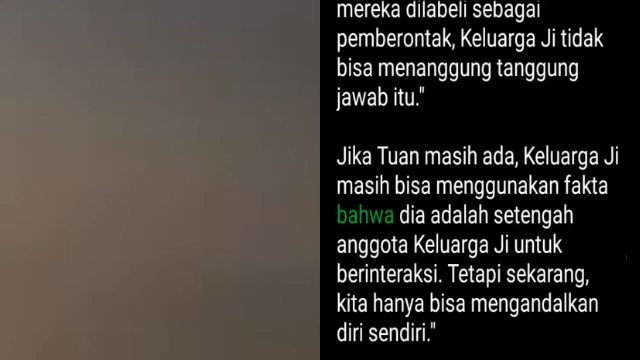 mereka dilabeli sebagai
pemberontak, Keluarga Ji tidak
bisa menanggung tanggung
jawab itu."
Jika Tuan masih ada, Keluarga Ji
masih bisa menggunakan fakta
bahwa dia adalah setengah
anggota Keluarga Ji untuk
berinteraksi. Tetapi sekarang,
kita hanya bisa mengandalkan
diri sendiri."